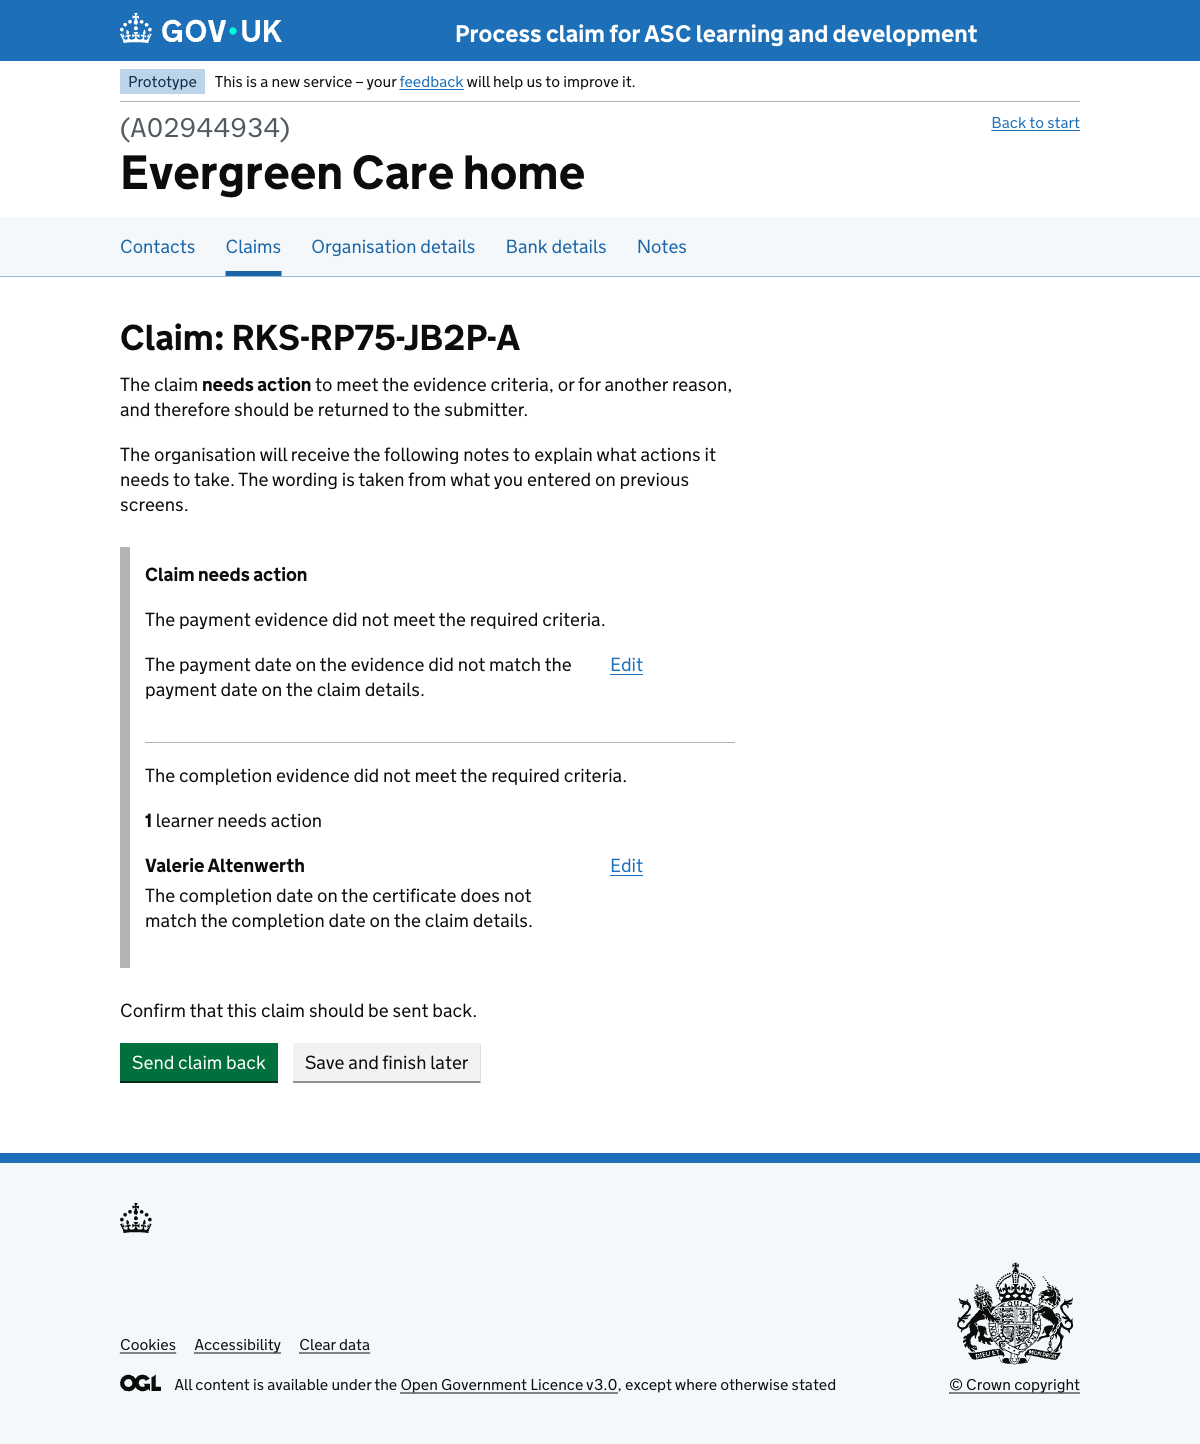 GOV·UK
Process claim for ASC learning and development
Prototype This is a new service – your feedback will help us to improve it.
(A02944934)
Back to start
Evergreen Care home
Contacts Claims Organisation details Bank details Notes
Claim: RKS-RP75-JB2P-A
The claim needs action to meet the evidence criteria, or for another reason,
and therefore should be returned to the submitter.
The organisation will receive the following notes to explain what actions it
needs to take. The wording is taken from what you entered on previous
screens.
Claim needs action
The payment evidence did not meet the required criteria.
The payment date on the evidence did not match the Edit
payment date on the claim details.
The completion evidence did not meet the required criteria.
1 learner needs action
Valerie Altenwerth Edit
The completion date on the certificate does not
match the completion date on the claim details.
Confirm that this claim should be sent back.
Send claim back Save and finish later
Cookies Accessibility Clear data
OGL All content is available under the Open Government Licence v3.0, except where otherwise stated
© Crown copyright